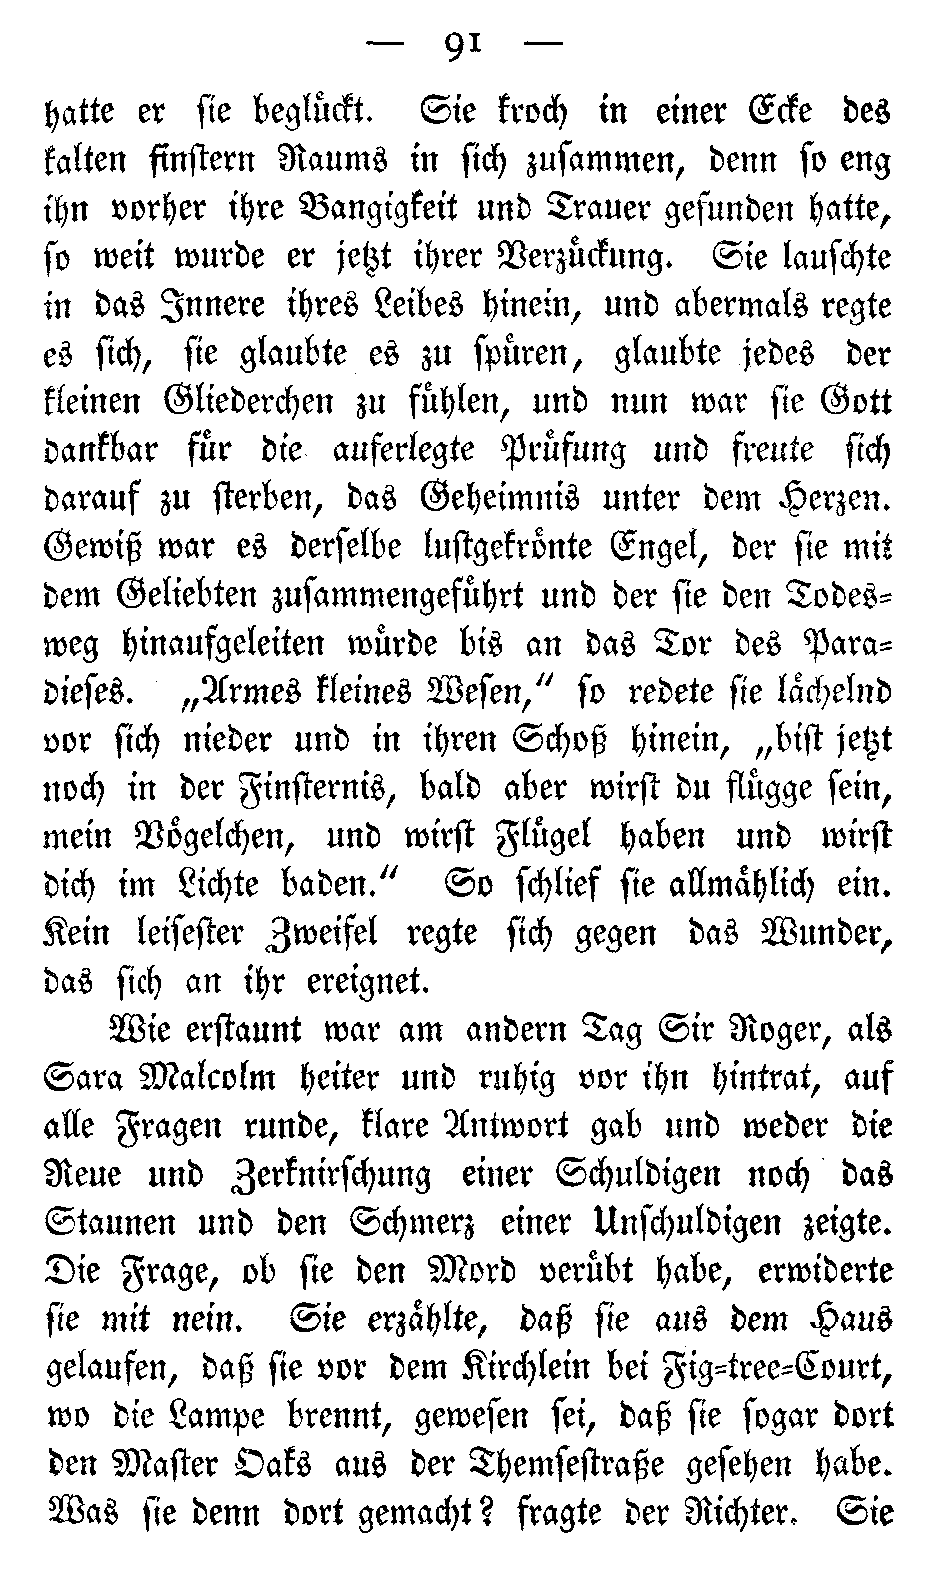 — 91 —
hatte er sie beglückt. Sie kroch in einer Ecke des
kalten finstern Raums in sich zusammen, denn so eng
ihn vorher ihre Bangigkeit und Trauer gefunden hatte,
so weit wurde er jetzt ihrer Verzückung. Sie lauschte
in das Innere ihres Leibes hinein, und abermals regte
es sich, sie glaubte es zu spüren, glaubte jedes der
kleinen Gliederchen zu fühlen, und nun war sie Gott
dankbar für die auferlegte Prüfung und freute sich
darauf zu sterben, das Geheimnis unter dem Herzen.
Gewiß war es derselbe lustgekrönte Engel, der sie mit
dem Geliebten zusammengeführt und der sie den Todes-
weg hinaufgeleiten würde bis an das Tor des Para-
dieses. „Armes kleines Wesen,“ so redete sie lächelnd
vor sich nieder und in ihren Schoß hinein, „bist jetzt
noch in der Finsternis, bald aber wirst du flügge sein,
mein Vögelchen, und wirst Flügel haben und wirst
dich im Lichte baden.“ So schlief sie allmählich ein.
Kein leisester Zweifel regte sich gegen das Wunder,
das sich an ihr ereignet.
Wie erstaunt war am andern Tag Sir Roger, als
Sara Malcolm heiter und ruhig vor ihn hintrat, auf
alle Fragen runde, klare Antwort gab und weder die
Reue und Zerknirschung einer Schuldigen noch das
Staunen und den Schmerz einer Unschuldigen zeigte.
Die Frage, ob sie den Mord verübt habe, erwiderte
sie mit nein. Sie erzählte, daß sie aus dem Haus
gelaufen, daß sie vor dem Kirchlein bei Fig-tree-Court,
wo die Lampe brennt, gewesen sei, daß sie sogar dort
den Master Oaks aus der Themsestraße gesehen habe.
Was sie denn dort gemacht? fragte der Richter. Sie